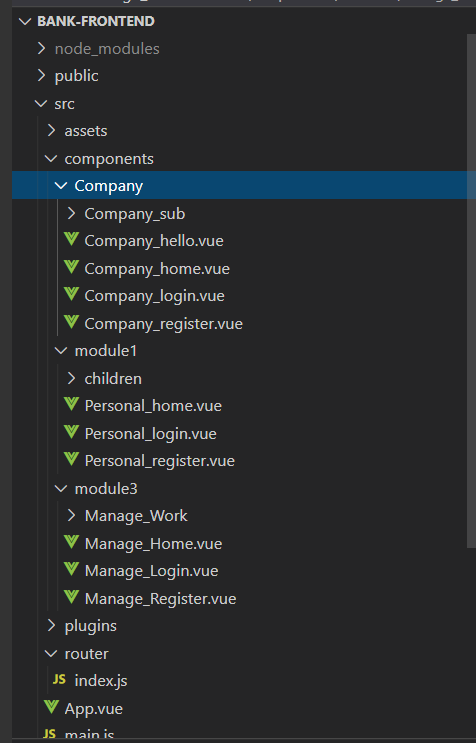 BANK-FRONTEND
node_modules
public
src
assets
components
Company
Company_sub
Company_hello.vue
Company_home.vue
Company_login.vue
Company_register.vue
module1
children
Personal_home.vue
Personal_login.vue
Personal_register.vue
module3
Manage_Work
Manage_Home.vue
Manage_Login.vue
Manage_Register.vue
plugins
router
JS index.js
App.vue
JS main.js